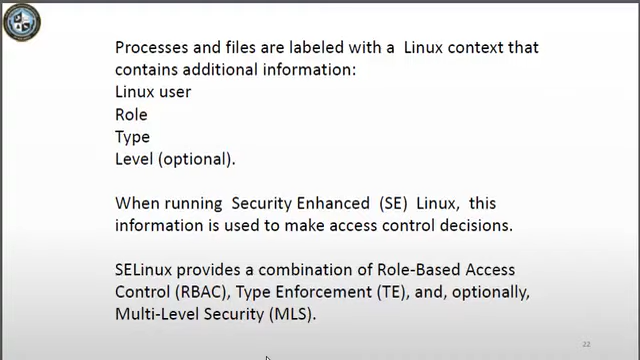 Processes and files are labeled with a Linux context that
contains additional information:
Linux user
Role
Type
Level (optional).
When running Security Enhanced (SE) Linux, this
information is used to make access control decisions.
SELinux provides a combination of Role-Based Access
Control (RBAC), Type Enforcement (TE), and, optionally,
Multi-Level Security (MLS).
22